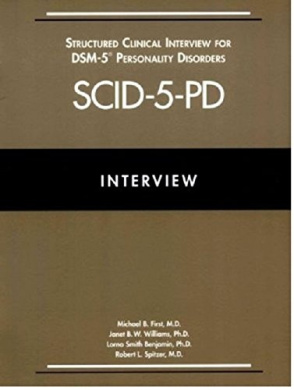 STRUCTURED CLINICAL INTERVIEW FOR
DSM-5® PERSONALITY DISORDERS
SCID-5-PD
INTERVIEW
Michael B. First, M.D.
Janet B. W. Williams, Ph.D.
Lorna Smith Benjamin, Ph.D.
Robert L. Spitzer, M.D.